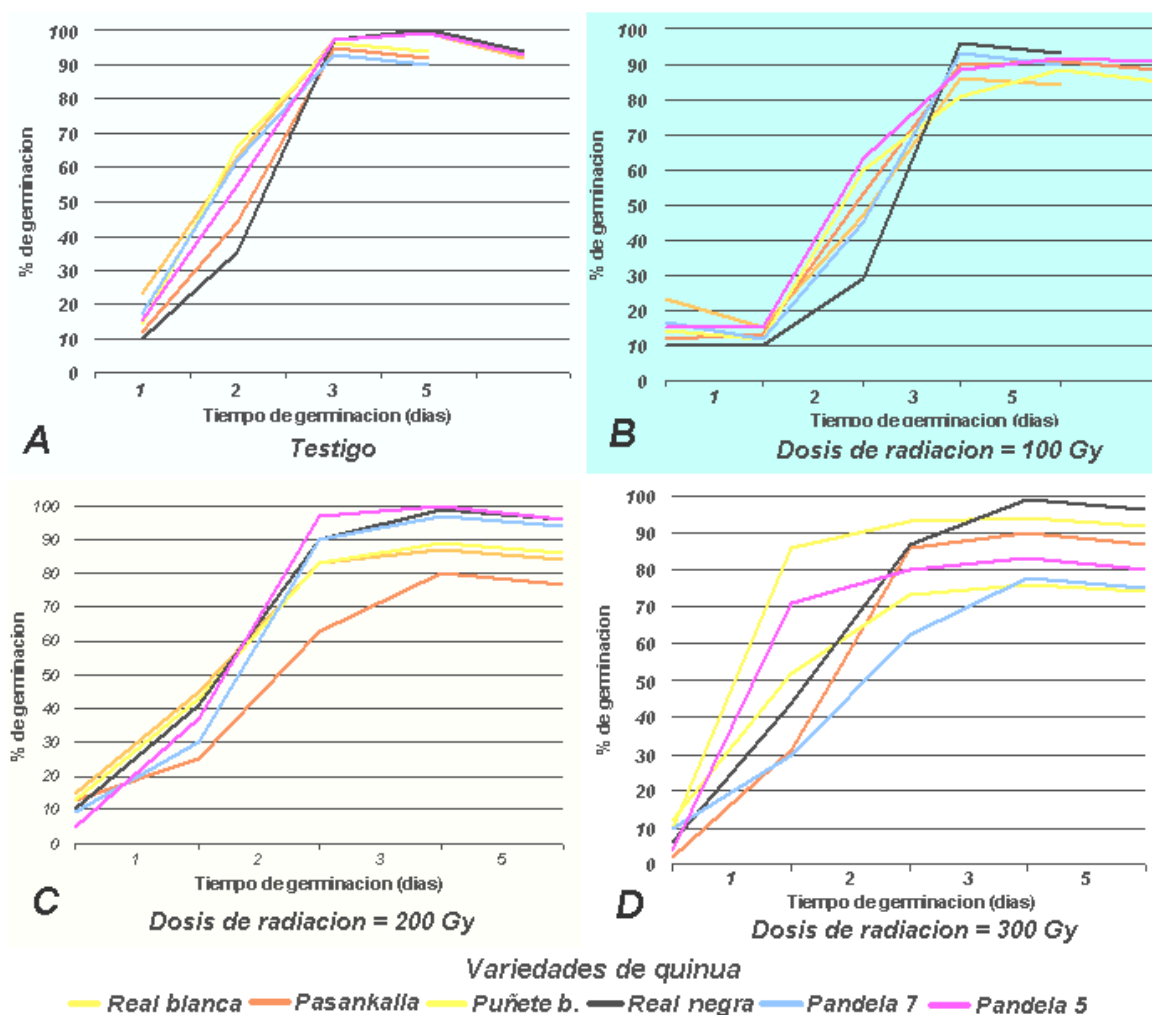 100
90
80
70
60
50
40
30
20
10
0
% de germinacion
1 2 3 5
Tiempo de germinacion (dias)
A
Testigo
100
90
80
70
60
50
40
30
20
10
0
% de germinacion
1 2 3 5
Tiempo de germinacion (dias)
B
Dosis de radiacion = 100 Gy
100
90
80
70
60
50
40
30
20
10
0
% de germinacion
1 2 3 5
Tiempo de germinacion (dias)
C
Dosis de radiacion = 200 Gy
100
90
80
70
60
50
40
30
20
10
0
% de germinacion
1 2 3 5
Tiempo de germinacion (dias)
D
Dosis de radiacion = 300 Gy
Variedades de quinua
Real blanca Pasankalla Puñete b. Real negra Pandela 7 Pandela 5